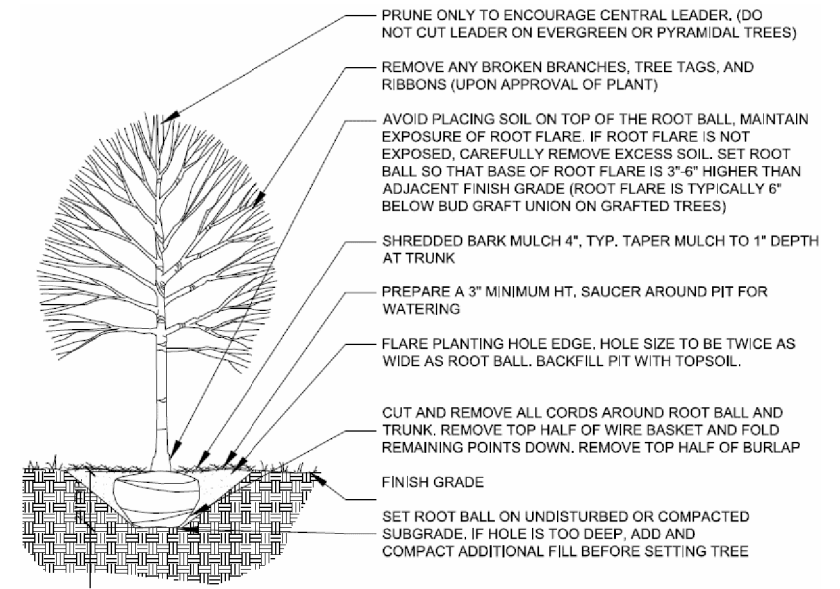 PRUNE ONLY TO ENCOURAGE CENTRAL LEADER. (DO
NOT CUT LEADER ON EVERGREEN OR PYRAMIDAL TREES)
REMOVE ANY BROKEN BRANCHES, TREE TAGS, AND
RIBBONS (UPON APPROVAL OF PLANT)
AVOID PLACING SOIL ON TOP OF THE ROOT BALL, MAINTAIN
EXPOSURE OF ROOT FLARE. IF ROOT FLARE IS NOT
EXPOSED, CAREFULLY REMOVE EXCESS SOIL. SET ROOT
BALL SO THAT BASE OF ROOT FLARE IS 3"-6" HIGHER THAN
ADJACENT FINISH GRADE (ROOT FLARE IS TYPICALLY 6"
BELOW BUD GRAFT UNION ON GRAFTED TREES)
SHREDDED BARK MULCH 4", TYP. TAPER MULCH TO 1" DEPTH
AT TRUNK
PREPARE A 3" MINIMUM HT, SAUCER AROUND PIT FOR
WATERING
FLARE PLANTING HOLE EDGE, HOLE SIZE TO BE TWICE AS
WIDE AS ROOT BALL. BACKFILL PIT WITH TOPSOIL.
CUT AND REMOVE ALL CORDS AROUND ROOT BALL AND
TRUNK. REMOVE TOP HALF OF WIRE BASKET AND FOLD
REMAINING POINTS DOWN. REMOVE TOP HALF OF BURLAP
FINISH GRADE
SET ROOT BALL ON UNDISTURBED OR COMPACTED
SUBGRADE, IF HOLE IS TOO DEEP, ADD AND
COMPACT ADDITIONAL FILL BEFORE SETTING TREE